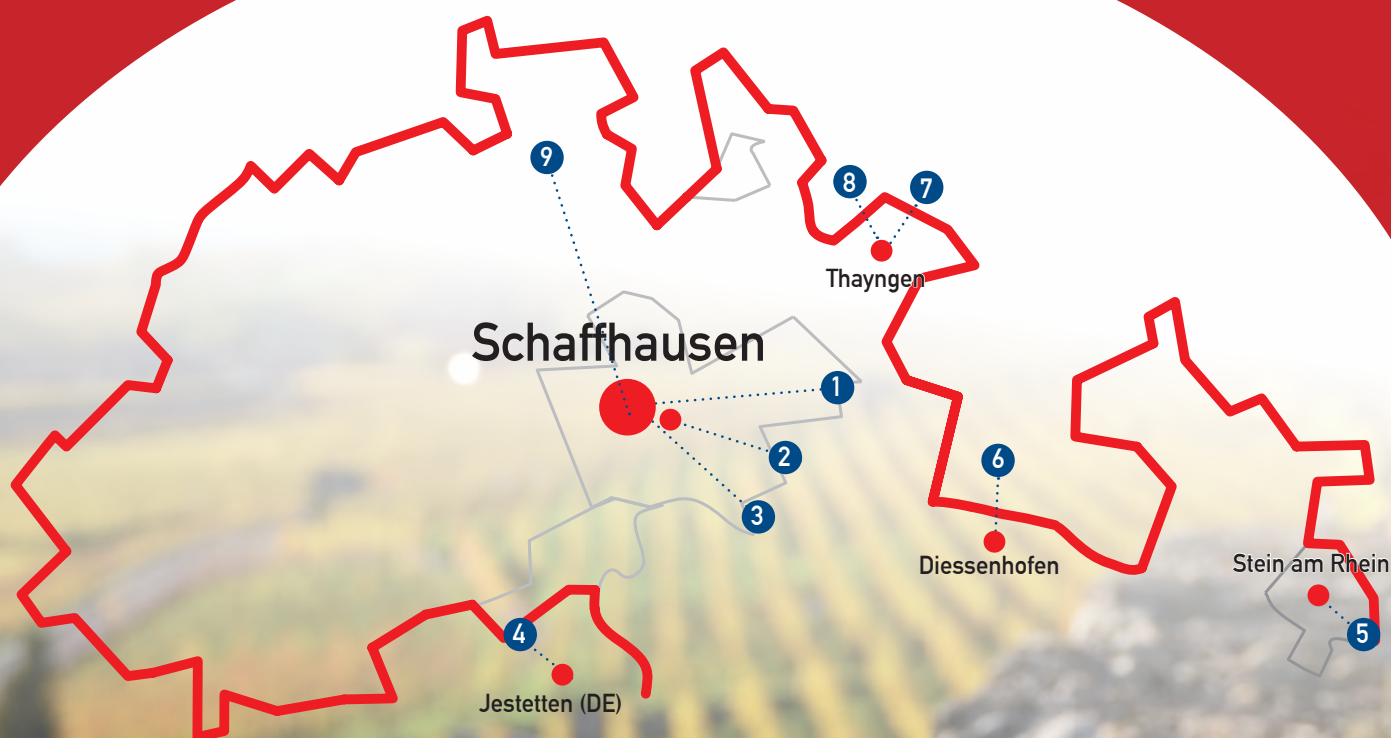 9
8
7
Thayngen
Schaffhausen
1
2
6
3
Diessenhofen
Stein am Rhein
4
5
Jestetten (DE)